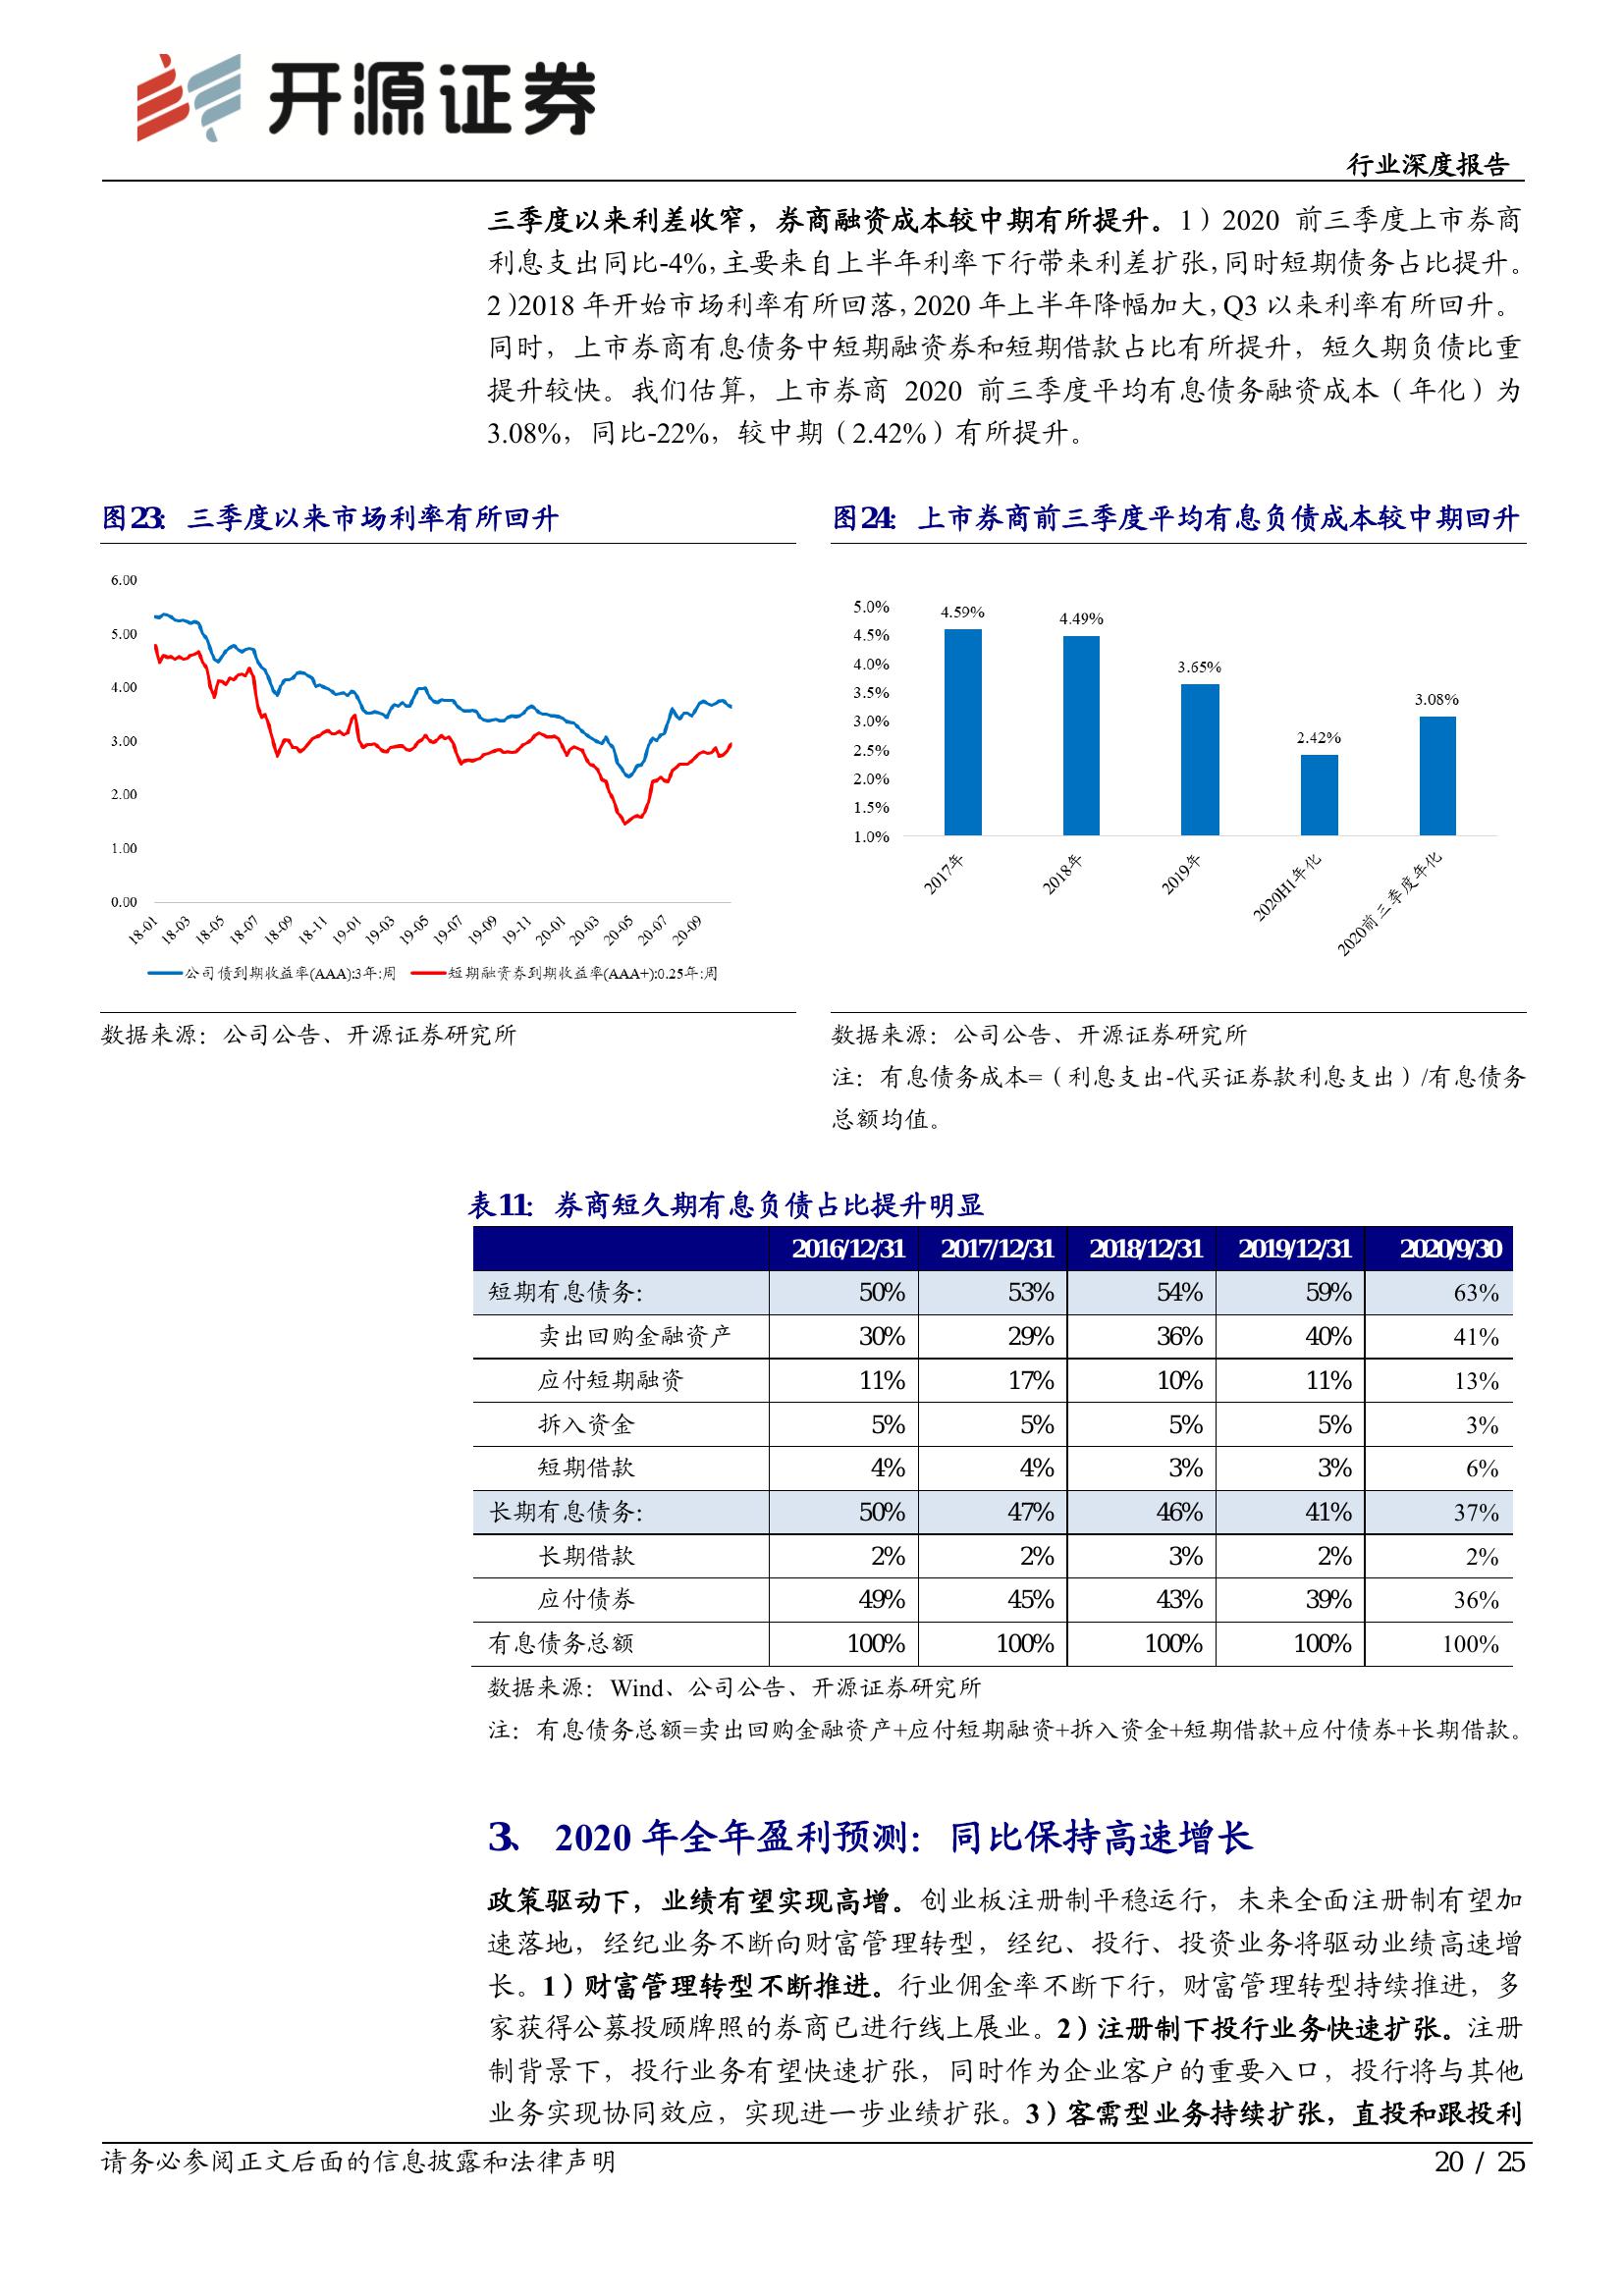 开源证券
行业深度报告
三季度以来利差收窄，券商融资成本较中期有所提升。1）2020 前三季度上市券商
利息支出同比-4%，主要来自上半年利率下行带来利差扩张，同时短期债务占比提升。
2）2018 年开始市场利率有所回落，2020 年上半年降幅加大，Q3 以来利率有所回升。
同时，上市券商有息债务中短期融资券和短期借款占比有所提升，短久期负债比重
提升较快。我们估算，上市券商 2020 前三季度平均有息债务融资成本（年化）为
3.08%，同比-22%，较中期（2.42%）有所提升。
图23：三季度以来市场利率有所回升
6.00
5.00
4.00
3.00
2.00
1.00
0.00
18-01 18-03 18-05 18-07 18-09 18-11 19-01 19-03 19-05 19-07 19-09 19-11 20-01 20-03 20-05 20-07 20-09
公司债到期收益率(AAA):3年:周 短期融资券到期收益率(AAA+):0.25年:周
数据来源：公司公告、开源证券研究所
图24：上市券商前三季度平均有息负债成本较中期回升
5.0%
4.5%
4.0%
3.5%
3.0%
2.5%
2.0%
1.5%
1.0%
4.59% 4.49% 3.65% 2.42% 3.08%
2017年 2018年 2019年 2020H1年化 2020前三季度年化
数据来源：公司公告、开源证券研究所
注：有息债务成本=（利息支出-代买证券款利息支出）/有息债务
总额均值。
表11：券商短久期有息负债占比提升明显
2016/12/31 2017/12/31 2018/12/31 2019/12/31 2020/9/30
短期有息债务: 50% 53% 54% 59% 63%
卖出回购金融资产 30% 29% 36% 40% 41%
应付短期融资 11% 17% 10% 11% 13%
拆入资金 5% 5% 5% 5% 3%
短期借款 4% 4% 3% 3% 6%
长期有息债务: 50% 47% 46% 41% 37%
长期借款 2% 2% 3% 2% 2%
应付债券 49% 45% 43% 39% 36%
有息债务总额 100% 100% 100% 100% 100%
数据来源：Wind、公司公告、开源证券研究所
注：有息债务总额=卖出回购金融资产+应付短期融资+拆入资金+短期借款+应付债券+长期借款。
3、 2020 年全年盈利预测：同比保持高速增长
政策驱动下，业绩有望实现高增。创业板注册制平稳运行，未来全面注册制有望加
速落地，经纪业务不断向财富管理转型，经纪、投行、投资业务将驱动业绩高速增
长。1）财富管理转型不断推进。行业佣金率不断下行，财富管理转型持续推进，多
家获得公募投顾牌照的券商已进行线上展业。2）注册制下投行业务快速扩张。注册
制背景下，投行业务有望快速扩张，同时作为企业客户的重要入口，投行将与其他
业务实现协同效应，实现进一步业绩扩张。3）客需型业务持续扩张，直投和跟投利
请务必参阅正文后面的信息披露和法律声明
20 / 25